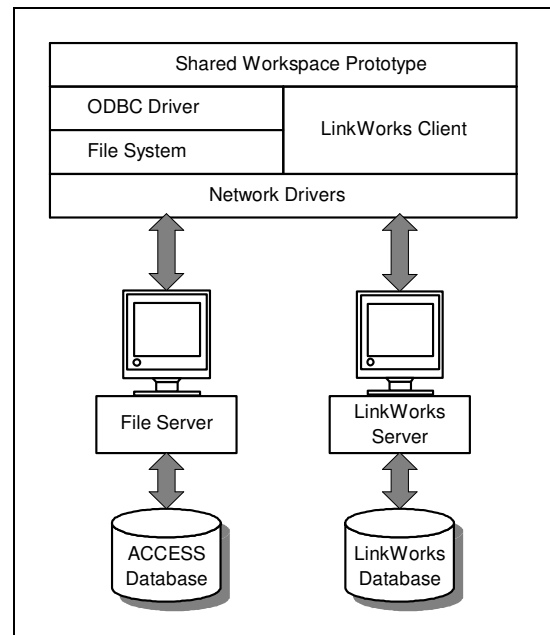 Shared Workspace Prototype
ODBC Driver
LinkWorks Client
File System
Network Drivers
File Server
LinkWorks
Server
ACCESS
Database
LinkWorks
Database